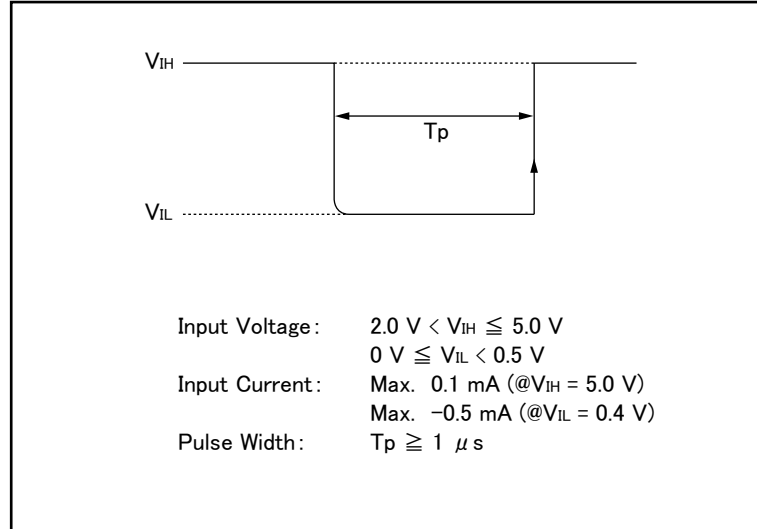 VIH
Tp
VIL
Input Voltage: 2.0 V < VIH ≦ 5.0 V
0 V ≦ VIL < 0.5 V
Input Current: Max. 0.1 mA (@VIH = 5.0 V)
Max. -0.5 mA (@VIL = 0.4 V)
Pulse Width: Tp ≧ 1 μs